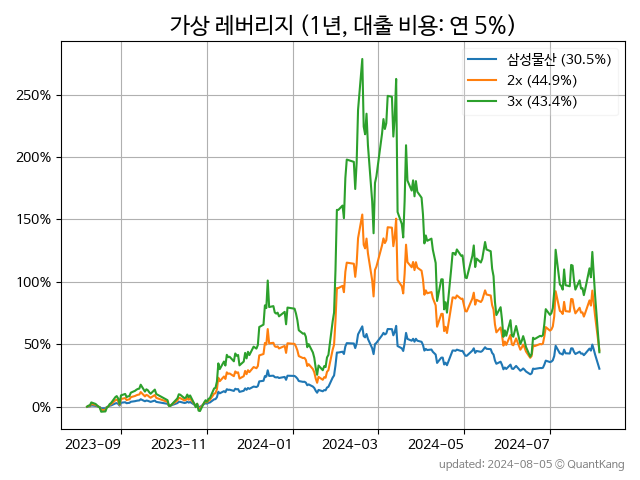 가상 레버리지 (1년, 대출 비용: 연 5%)
삼성물산 (30.5%)
2x (44.9%)
3x (43.4%)
250%
200%
150%
100%
50%
0%
2023-09 2023-11 2024-01 2024-03 2024-05 2024-07
updated: 2024-08-05 © QuantKang